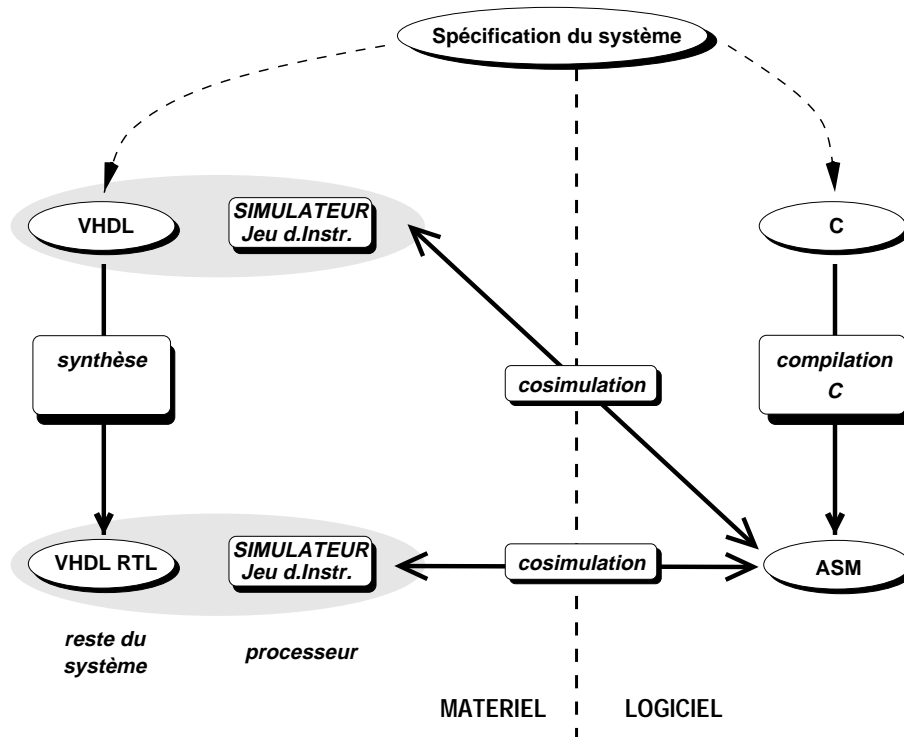 Spécification du système
VHDL
SIMULATEUR
Jeu d.Instr.
C
synthèse
cosimulation
compilation
C
VHDL RTL
SIMULATEUR
Jeu d.Instr.
cosimulation
ASM
reste du
système
processeur
MATERIEL
LOGICIEL